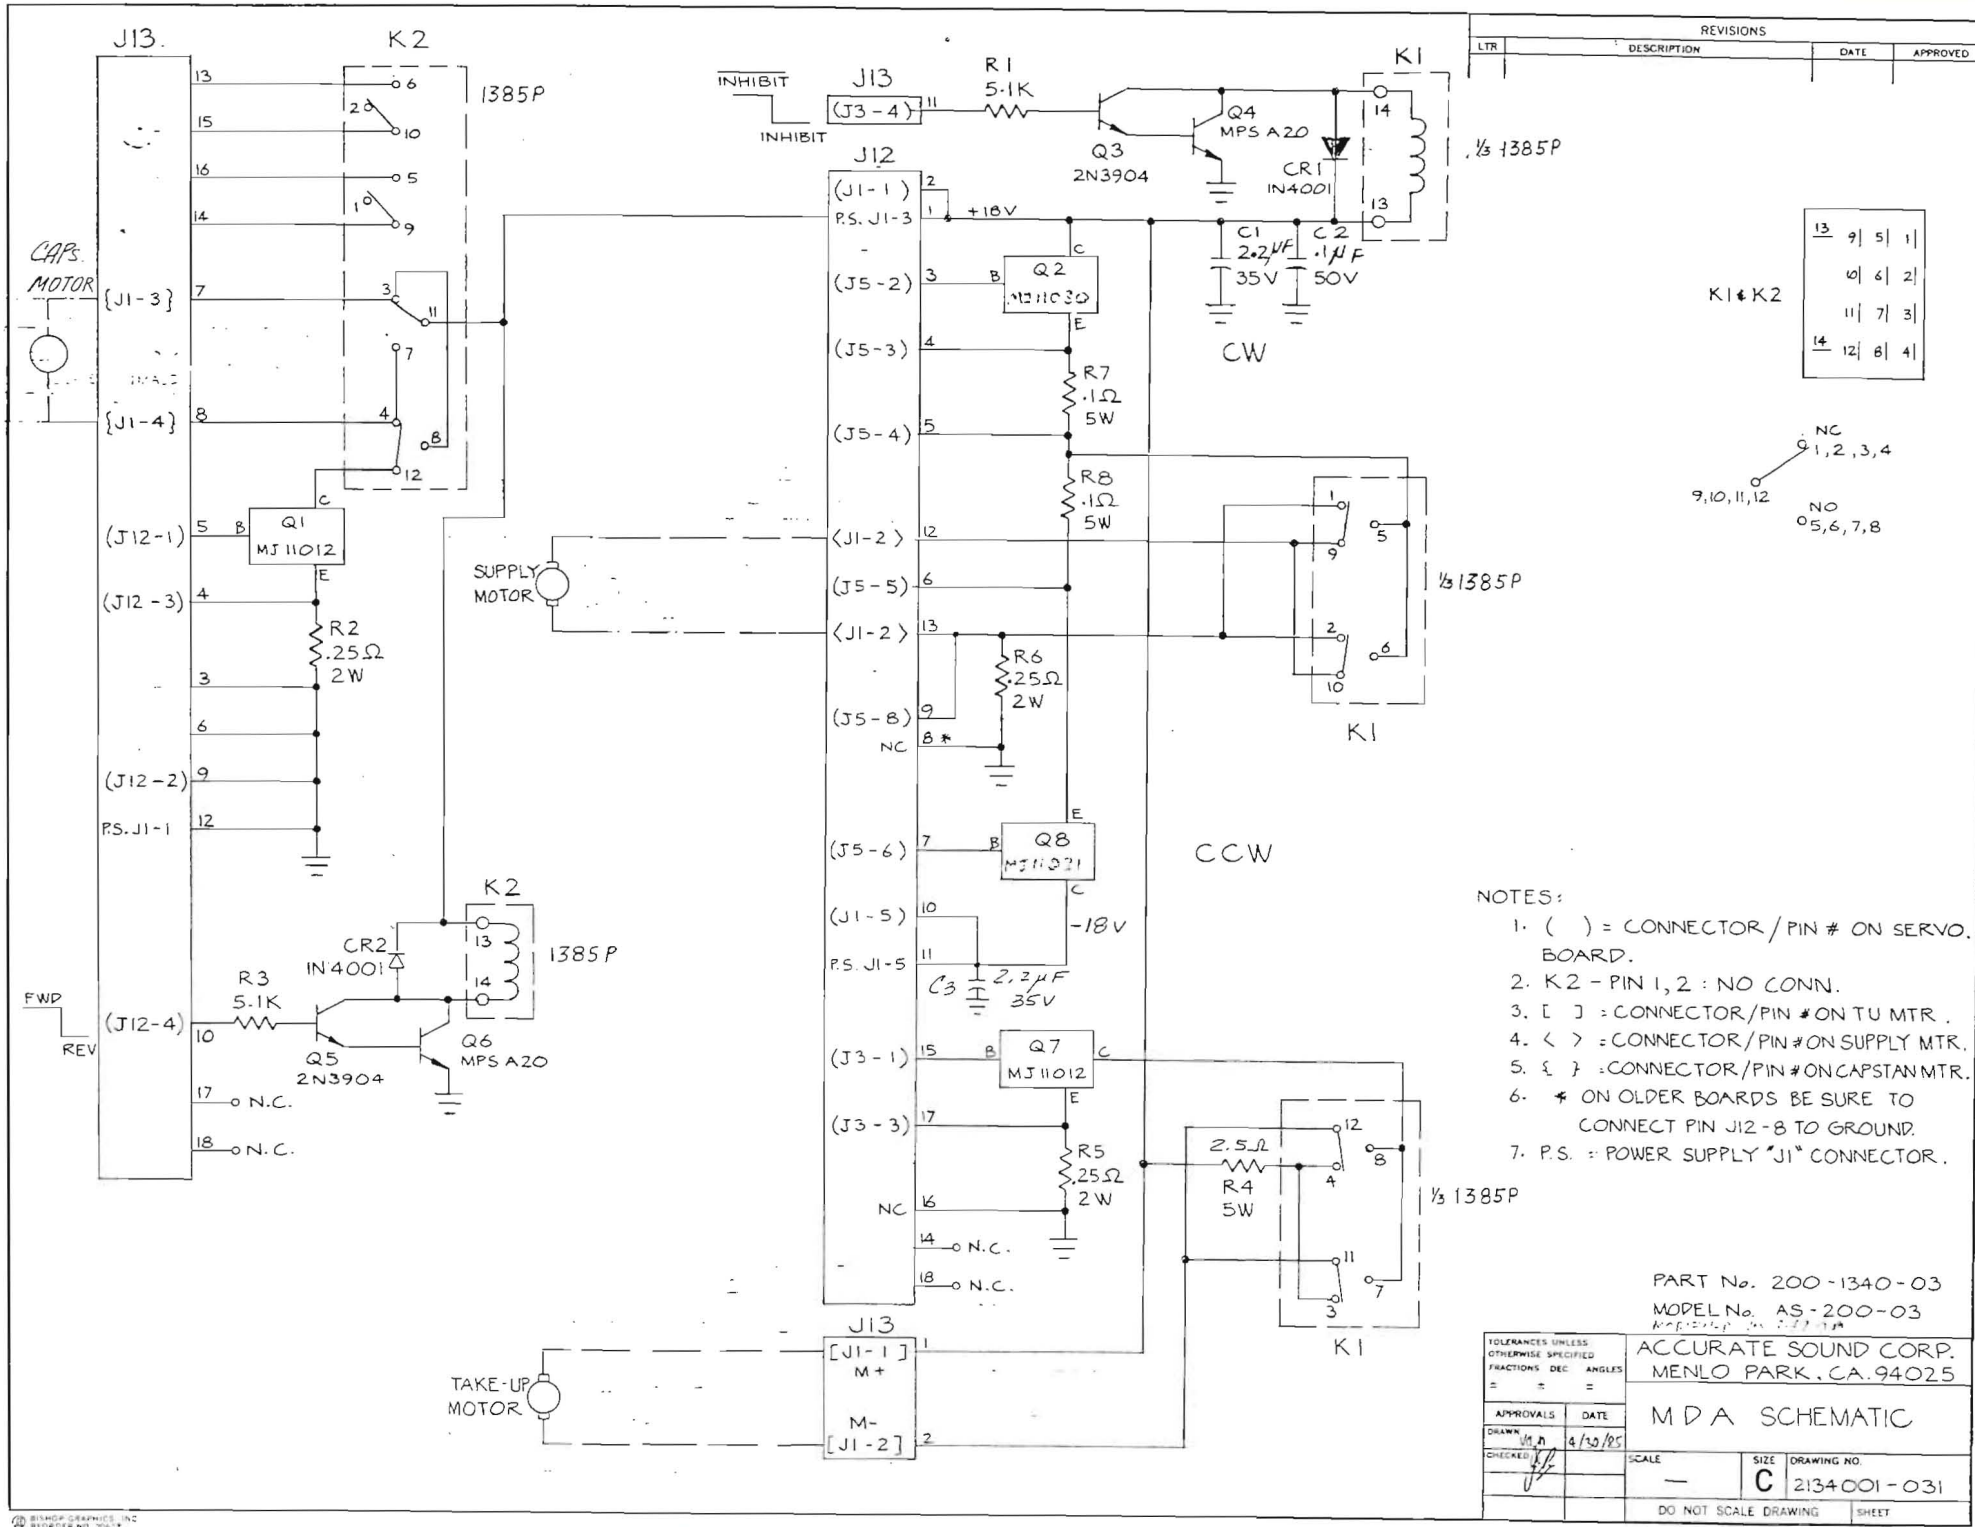 J13.
K2
13
6
1385P
2
15
10
16
5
1
14
9
CAPS.
MOTOR
{J1-3}
7
3
11
7
{J1-4}
8
4
8
12
C
(J12-1)
5
B
Q1
MJ11012
E
(J12-3)
4
R2
.25Ω
2W
3
6
(J12-2)
9
P.S. J1-1
12
K2
13
14
1385P
CR2
IN4001
R3
5.1K
FWD
REV
(J12-4)
10
Q5
2N3904
Q6
MPS A20
17
N.C.
18
N.C.
INHIBIT
INHIBIT
J13
(J3-4)
11
R1
5.1K
Q3
2N3904
Q4
MPS A20
CR1
IN4001
K1
14
13
1/3 1385P
J12
(J1-1)
2
P.S. J1-3
1
+18V
C1
2.2µF
35V
C2
.1µF
50V
(J5-2)
3
B
C
Q2
MJ11030
E
CW
(J5-3)
4
R7
.1Ω
5W
(J5-4)
5
R8
.1Ω
5W
SUPPLY
MOTOR
<J1-2>
12
(J5-5)
6
<J1-2>
13
R6
.25Ω
2W
(J5-8)
9
NC
8 *
1
5
9
2
6
10
1/3 1385P
K1
E
(J5-6)
7
B
Q8
C
CCW
(J1-5)
10
-18V
P.S. J1-5
11
C3
2.2µF
35V
(J3-1)
15
B
Q7
MJ11012
C
E
(J3-3)
17
R5
.25Ω
2W
NC
16
14
N.C.
18
N.C.
2.5Ω
R4
5W
12
8
4
11
7
3
1/3 1385P
K1
J13
TAKE-UP
MOTOR
[J1-1]
1
M+
M-
[J1-2]
2
REVISIONS
LTR DESCRIPTION DATE APPROVED
K1 & K2
13 9 5 1
10 6 2
11 7 3
14 12 8 4
NC
1,2,3,4
9,10,11,12
NO
5,6,7,8
NOTES:
1. ( ) = CONNECTOR / PIN # ON SERVO.
BOARD.
2. K2 - PIN 1, 2 : NO CONN.
3. [ ] = CONNECTOR/PIN # ON TU MTR.
4. < > = CONNECTOR/PIN # ON SUPPLY MTR.
5. { } = CONNECTOR/PIN # ON CAPSTAN MTR.
6. * ON OLDER BOARDS BE SURE TO
CONNECT PIN J12-8 TO GROUND.
7. P.S. = POWER SUPPLY "J1" CONNECTOR.
PART No. 200-1340-03
MODEL No. AS-200-03
TOLERANCES UNLESS
OTHERWISE SPECIFIED
FRACTIONS DEC ANGLES
ACCURATE SOUND CORP.
MENLO PARK, CA. 94025
APPROVALS DATE
MDA SCHEMATIC
DRAWN 4/30/85
CHECKED
SCALE
—
SIZE
C
DRAWING NO.
2134001-031
DO NOT SCALE DRAWING
SHEET
BISHOP GRAPHICS, INC
REORDER NO.